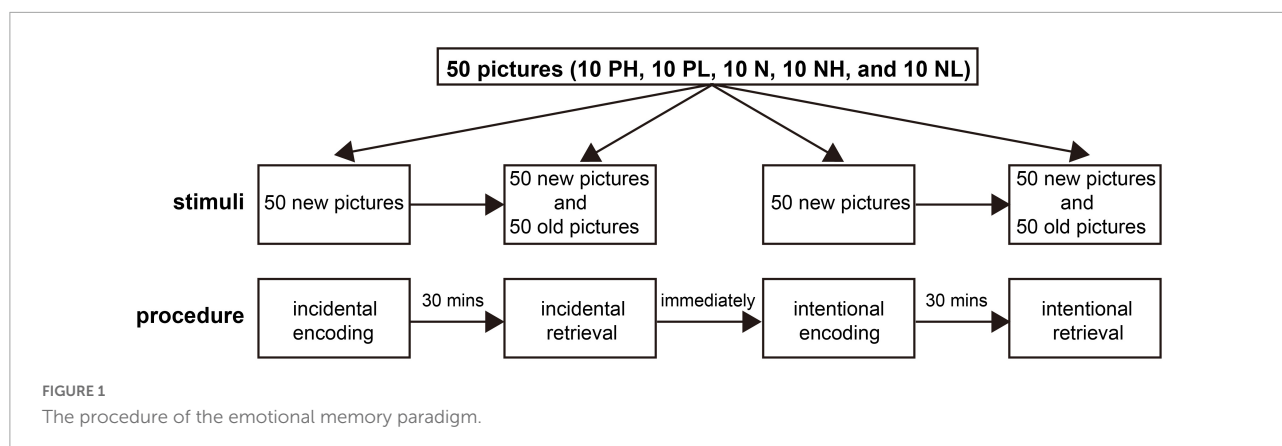 50 pictures (10 PH, 10 PL, 10 N, 10 NH, and 10 NL)
stimuli
50 new pictures
50 new pictures
and
50 old pictures
50 new pictures
50 new pictures
and
50 old pictures
procedure
incidental
encoding
30 mins
incidental
retrieval
immediately
intentional
encoding
30 mins
intentional
retrieval
FIGURE 1
The procedure of the emotional memory paradigm.